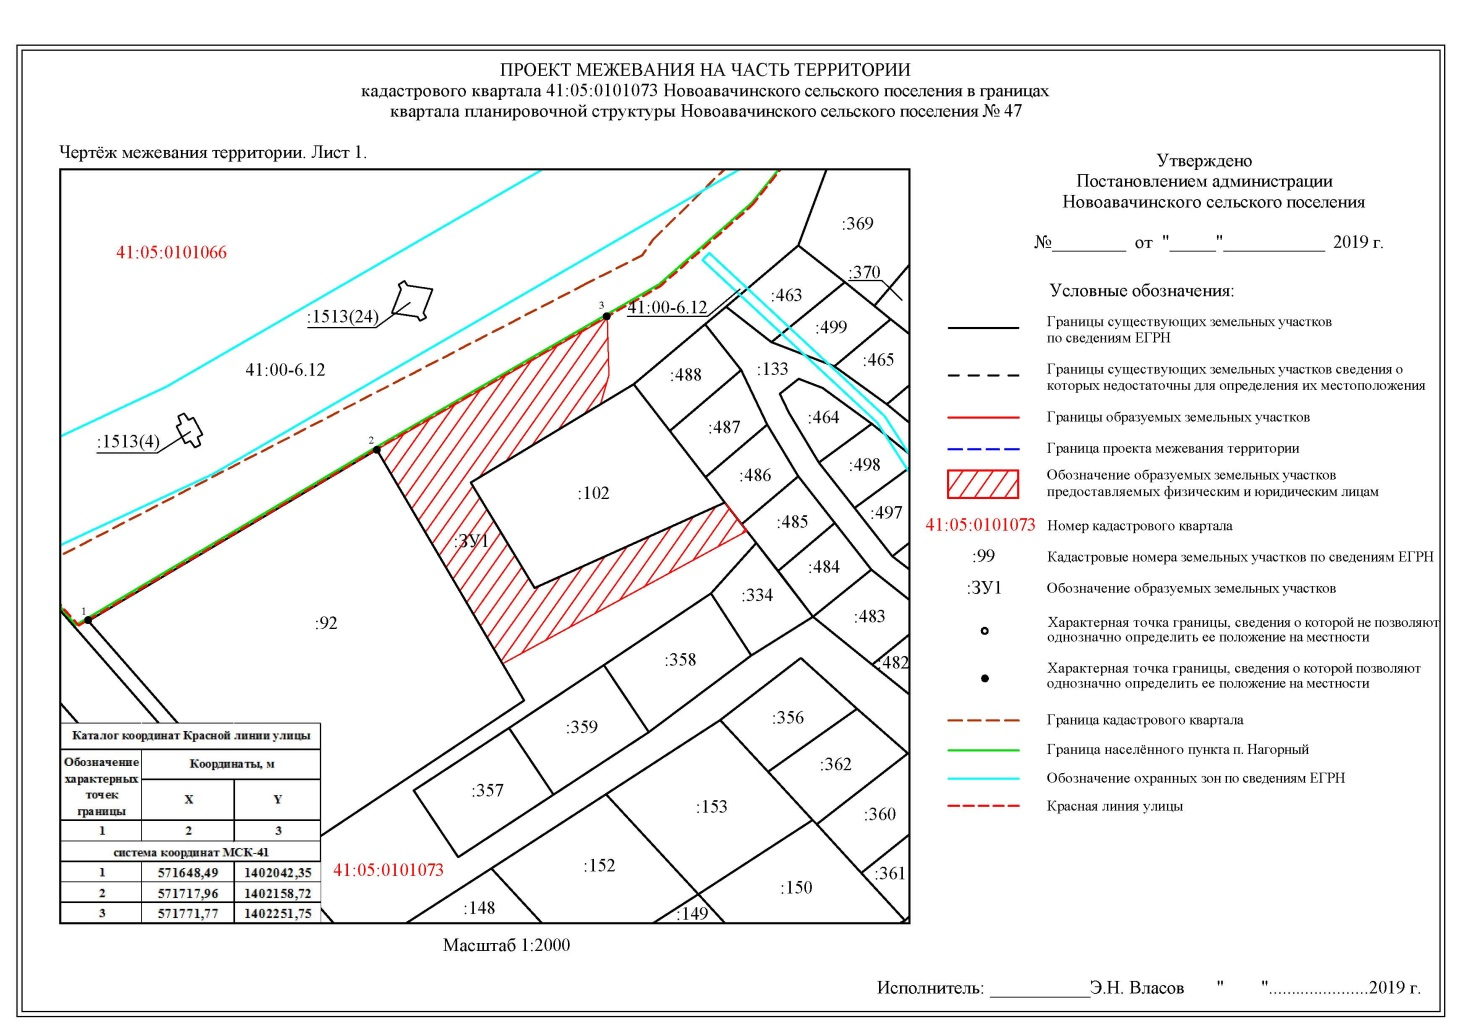 ПРОЕКТ МЕЖЕВАНИЯ НА ЧАСТЬ ТЕРРИТОРИИ
кадастрового квартала 41:05:0101073 Новоавачинского сельского поселения в границах
квартала планировочной структуры Новоавачинского сельского поселения № 47
Чертёж межевания территории. Лист 1.
Утверждено
Постановлением администрации
Новоавачинского сельского поселения
№________ от "_____"___________ 2019 г.
41:05:0101066
:1513(24)
41:00-6.12
:1513(4)
1
2
3
41:00-6.12
:369
:370
:463
:499
:465
:133
:488
:464
:487
:498
:486
:102
:497
:485
:ЗУ1
:484
:334
:483
:92
:482
:358
:356
:359
:362
:357
:153
:360
:152
:361
:150
41:05:0101073
:148
:149
Каталог координат Красной линии улицы
Обозначение характерных точек границы
Координаты, м
X
Y
1 2 3
система координат МСК-41
1 571648,49 1402042,35
2 571717,96 1402158,72
3 571771,77 1402251,75
Масштаб 1:2000
Условные обозначения:
Границы существующих земельных участков
по сведениям ЕГРН
Границы существующих земельных участков сведения о
которых недостаточны для определения их местоположения
Границы образуемых земельных участков
Граница проекта межевания территории
Обозначение образуемых земельных участков
предоставляемых физическим и юридическим лицам
41:05:0101073 Номер кадастрового квартала
:99 Кадастровые номера земельных участков по сведениям ЕГРН
:ЗУ1 Обозначение образуемых земельных участков
Характерная точка границы, сведения о которой не позволяют
однозначно определить ее положение на местности
Характерная точка границы, сведения о которой позволяют
однозначно определить ее положение на местности
Граница кадастрового квартала
Граница населённого пункта п. Нагорный
Обозначение охранных зон по сведениям ЕГРН
Красная линия улицы
Исполнитель: ___________Э.Н. Власов " "......................2019 г.